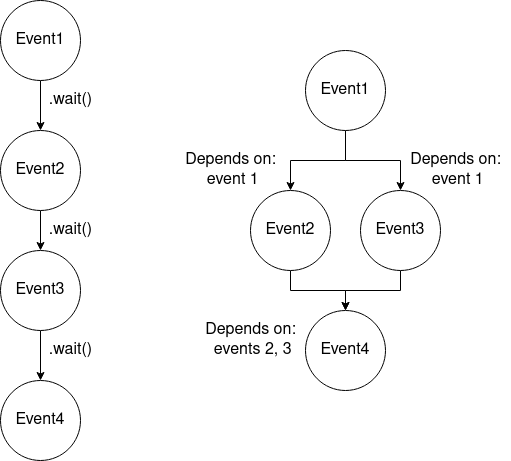 Event1
.wait()
Event2
.wait()
Event3
.wait()
Event4
Event1
Depends on:
event 1
Depends on:
event 1
Event2
Event3
Depends on:
events 2, 3
Event4